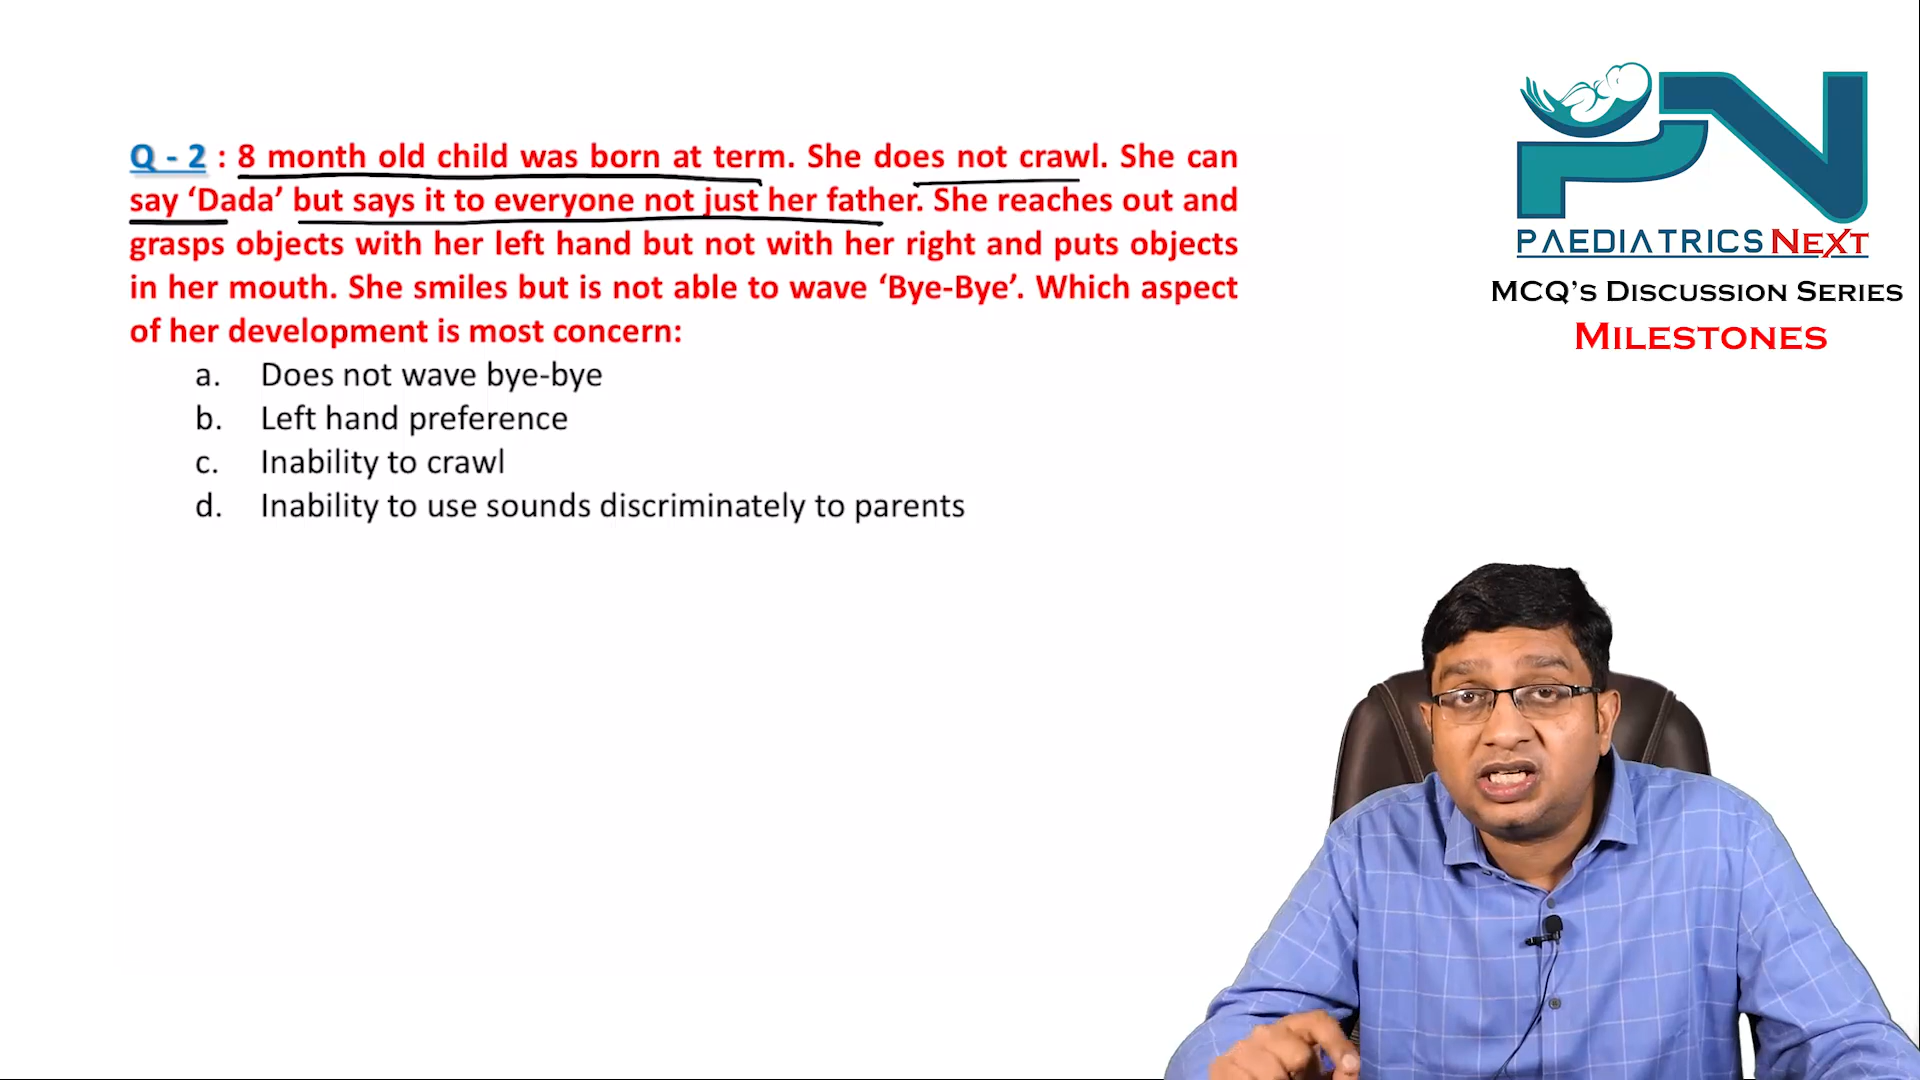 Q - 2 : 8 month old child was born at term. She does not crawl. She can
say ‘Dada’ but says it to everyone not just her father. She reaches out and
grasps objects with her left hand but not with her right and puts objects
in her mouth. She smiles but is not able to wave ‘Bye-Bye’. Which aspect
of her development is most concern:
a. Does not wave bye-bye
b. Left hand preference
c. Inability to crawl
d. Inability to use sounds discriminately to parents
PN
PAEDIATRICS NEXT
MCQ’s Discussion Series
Milestones